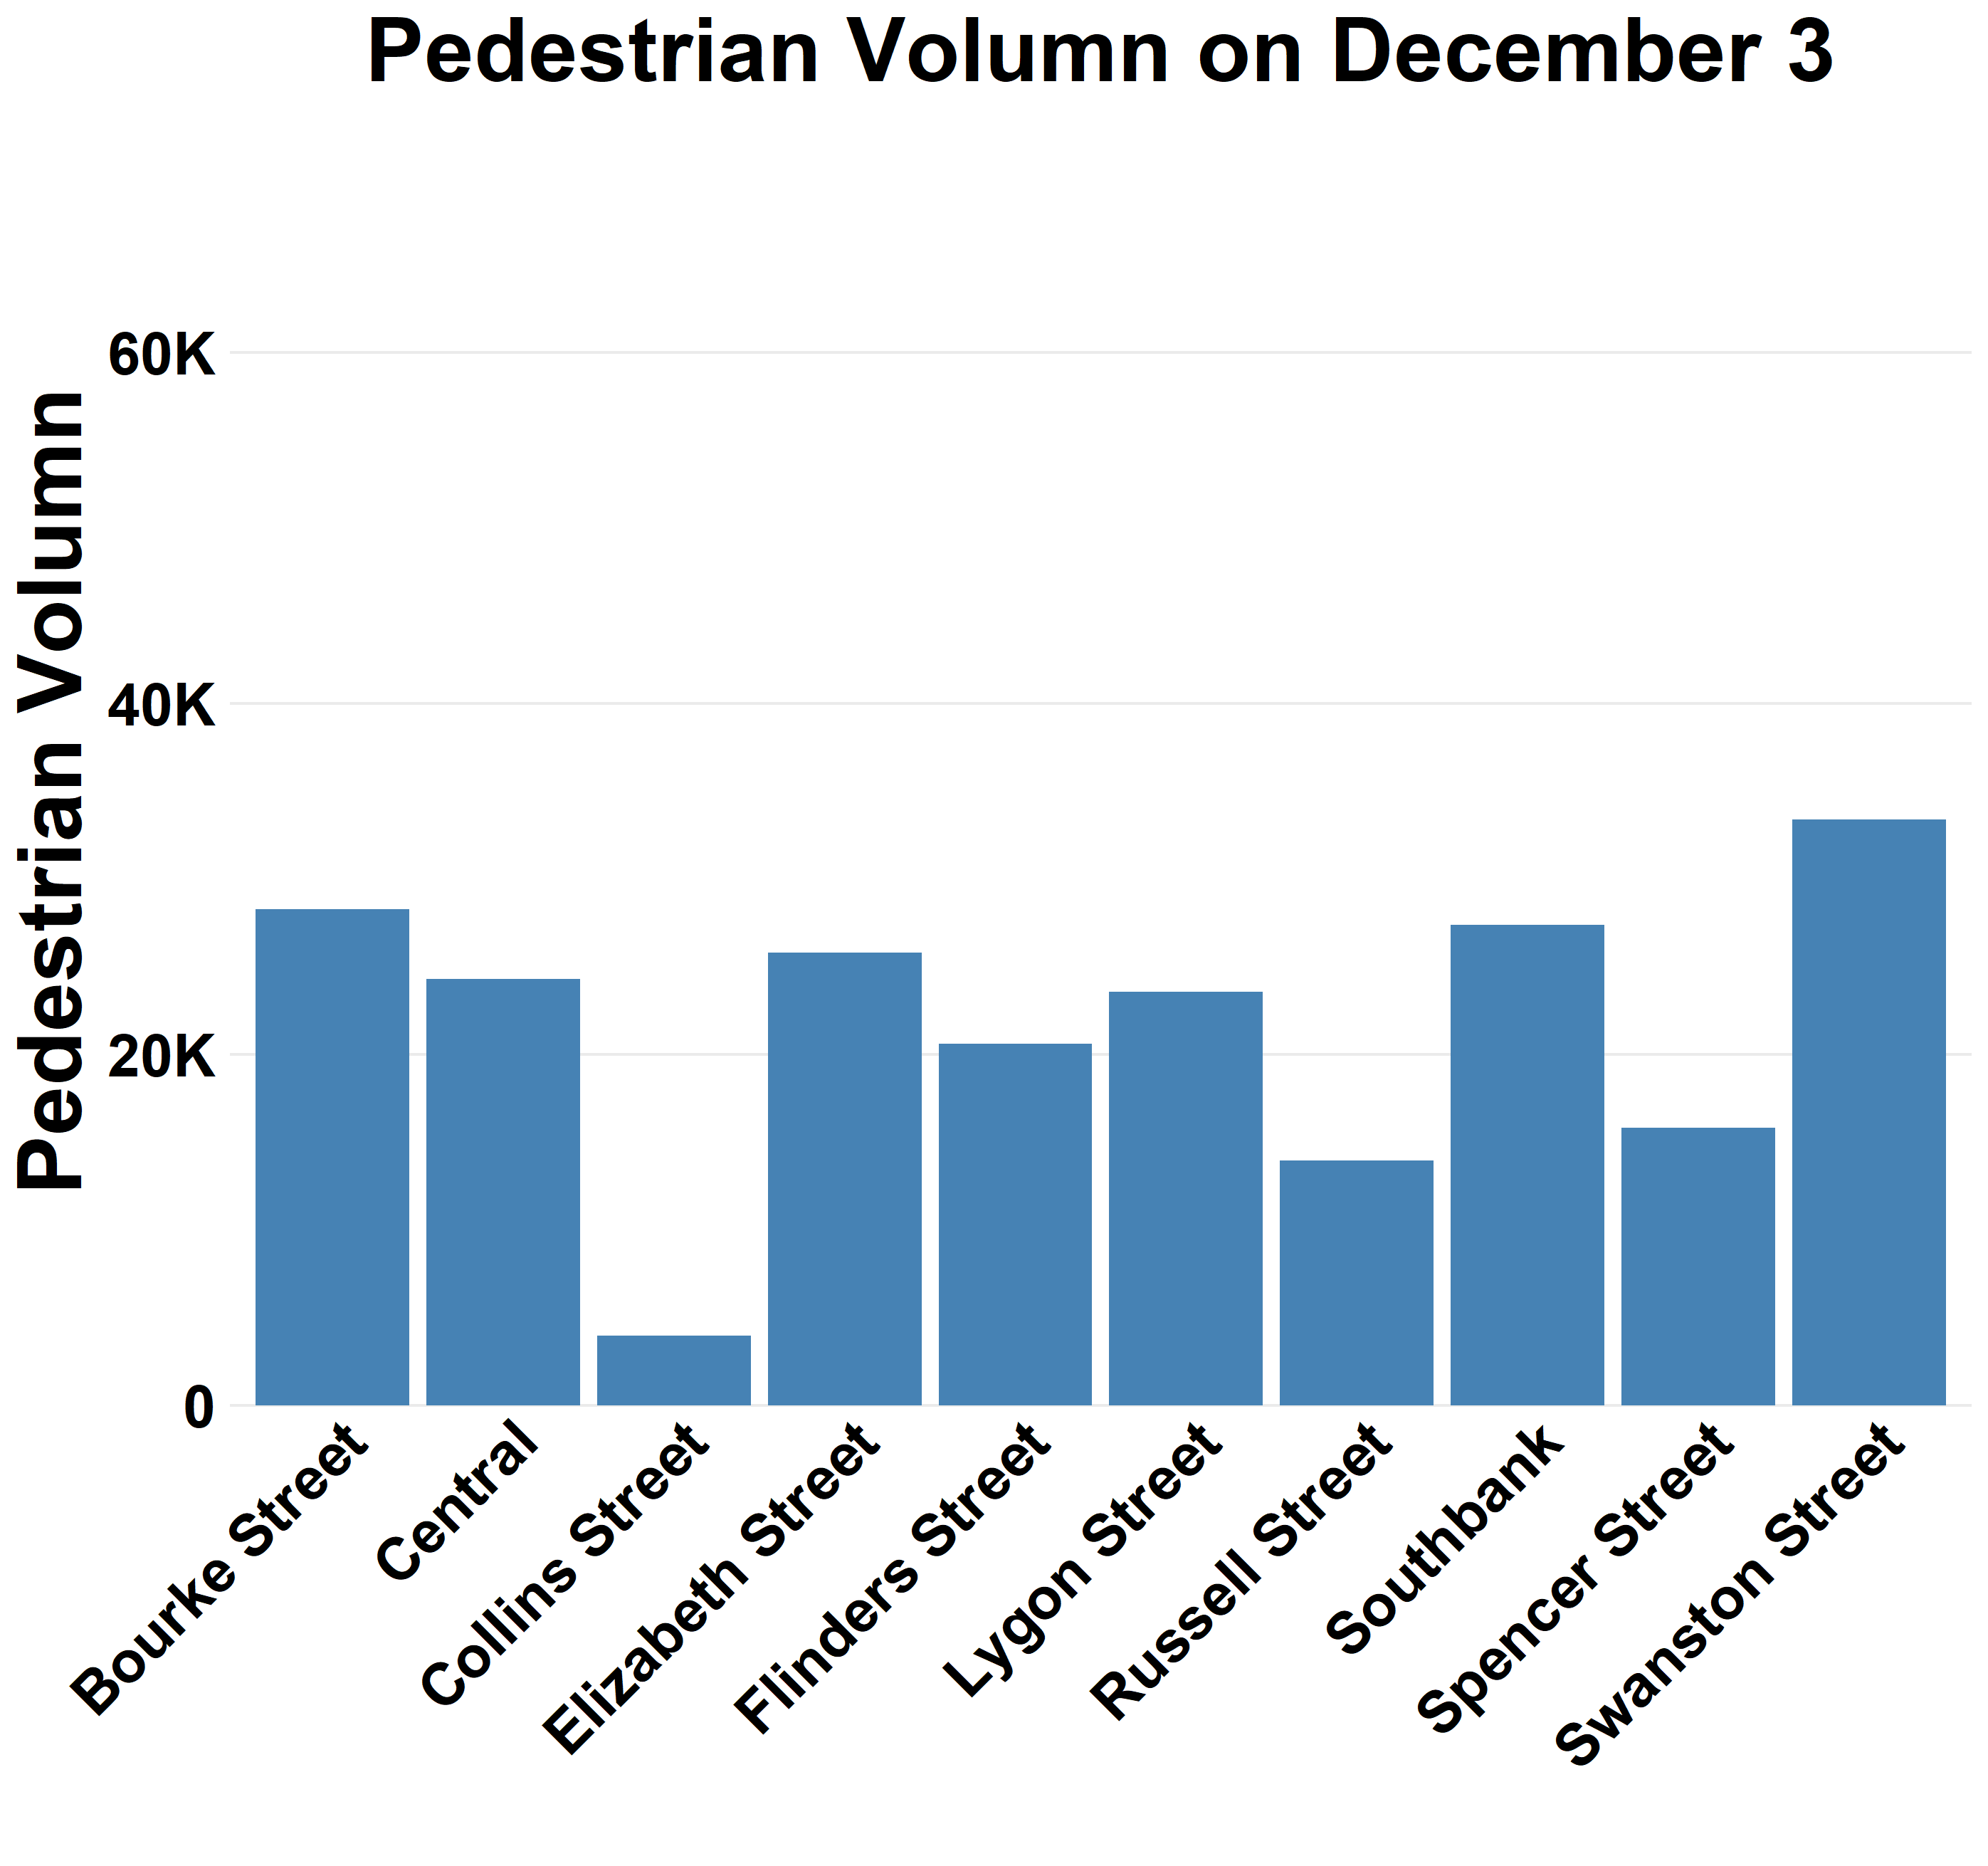 Pedestrian Volumn on December 3
Pedestrian Volumn
60K
40K
20K
0
Bourke Street
Central
Collins Street
Elizabeth Street
Flinders Street
Lygon Street
Russell Street
Southbank
Spencer Street
Swanston Street